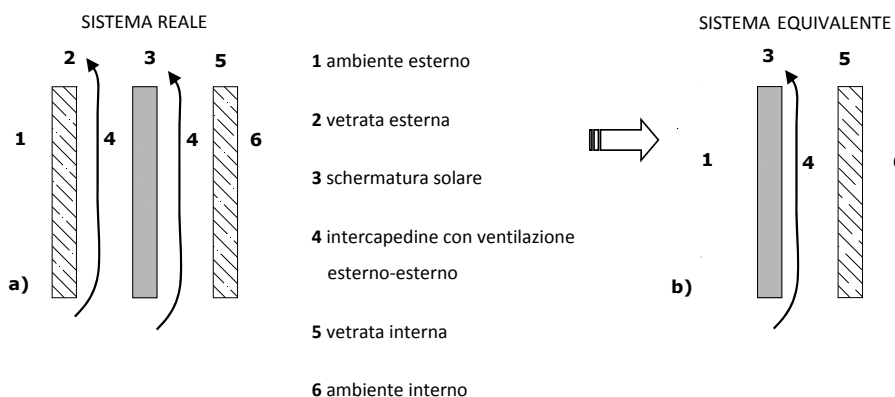 SISTEMA REALE
2 3 5
1 4 4 6
a)
1 ambiente esterno
2 vetrata esterna
3 schermatura solare
4 intercapedine con ventilazione
esterno-esterno
5 vetrata interna
6 ambiente interno
SISTEMA EQUIVALENTE
3 5
1 4
b)